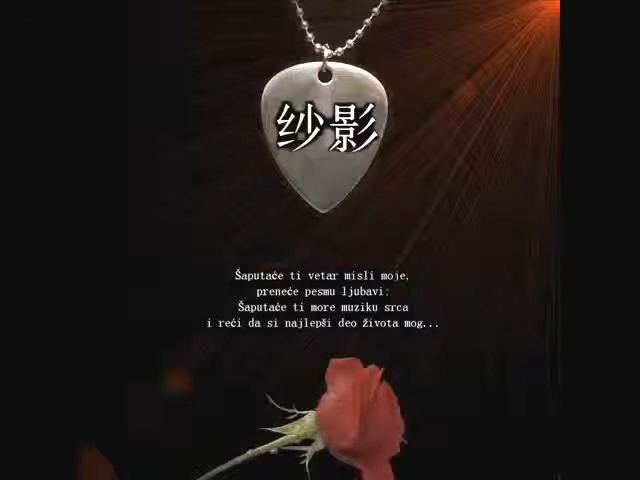 纱影
Šaputaće ti vetar misli moje,
preneće pesmu ljubavi;
Šaputaće ti more muziku srca
i reći da si najlepši deo života mog...